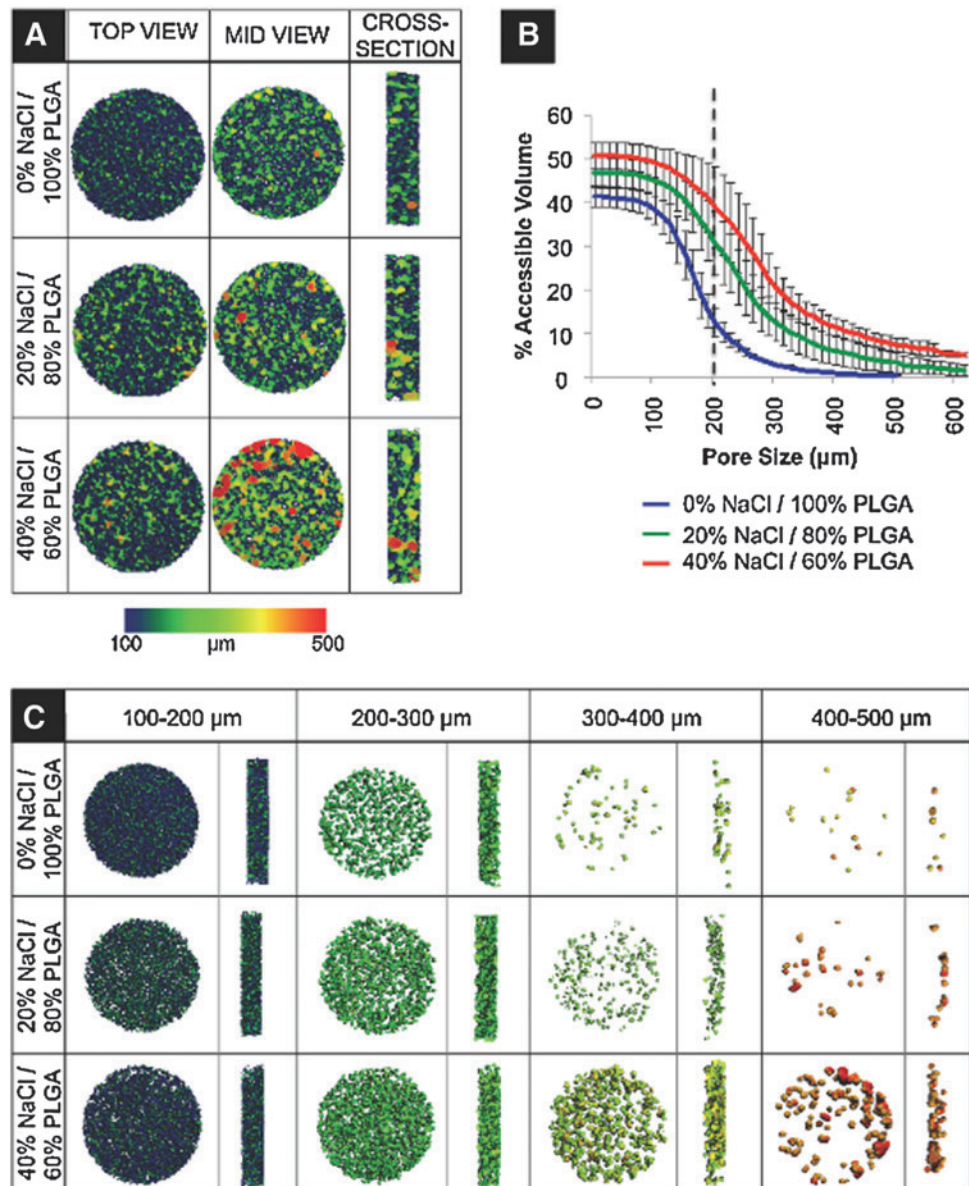 A
TOP VIEW
MID VIEW
CROSS-
SECTION
0% NaCl /
100% PLGA
20% NaCl /
80% PLGA
40% NaCl /
60% PLGA
100
µm
500
B
% Accessible Volume
60
50
40
30
20
10
0
0
100
200
300
400
500
600
Pore Size (µm)
0% NaCl / 100% PLGA
20% NaCl / 80% PLGA
40% NaCl / 60% PLGA
C
100-200 µm
200-300 µm
300-400 µm
400-500 µm
0% NaCl /
100% PLGA
20% NaCl /
80% PLGA
40% NaCl /
60% PLGA